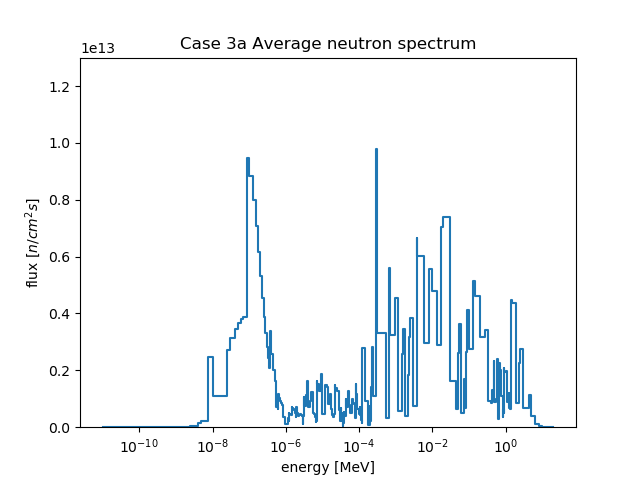 Case 3a Average neutron spectrum
1e13
1.2
1.0
0.8
0.6
0.4
0.2
0.0
flux [n/cm²s]
10⁻¹⁰ 10⁻⁸ 10⁻⁶ 10⁻⁴ 10⁻² 10⁰
energy [MeV]